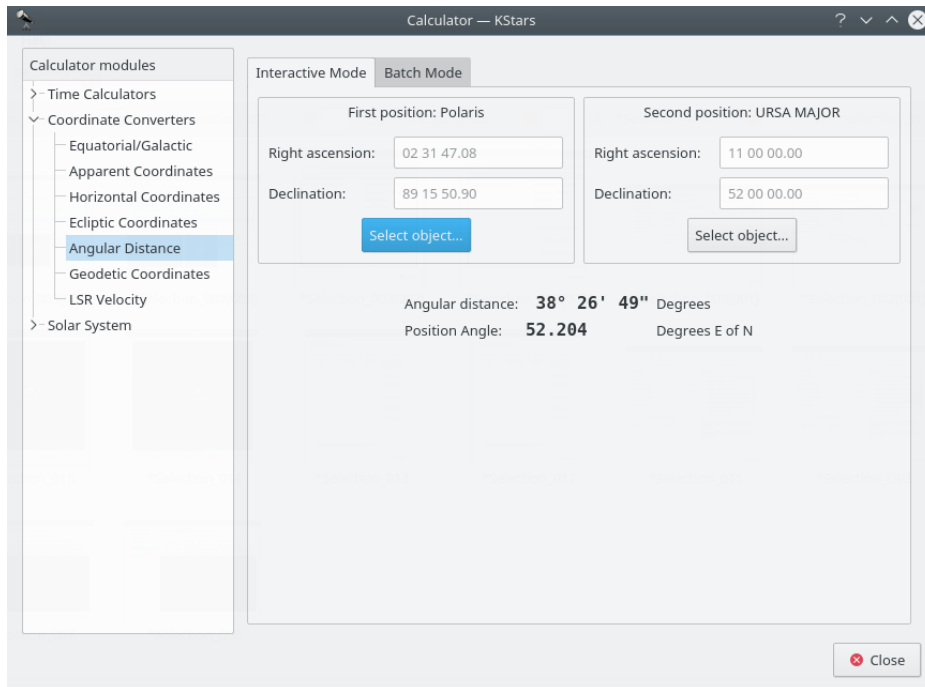 Calculator — KStars
Calculator modules
Time Calculators
Coordinate Converters
Equatorial/Galactic
Apparent Coordinates
Horizontal Coordinates
Ecliptic Coordinates
Angular Distance
Geodetic Coordinates
LSR Velocity
Solar System
Interactive Mode Batch Mode
First position: Polaris
Right ascension: 02 31 47.08
Declination: 89 15 50.90
Select object...
Second position: URSA MAJOR
Right ascension: 11 00 00.00
Declination: 52 00 00.00
Select object...
Angular distance: 38° 26' 49" Degrees
Position Angle: 52.204 Degrees E of N
Close